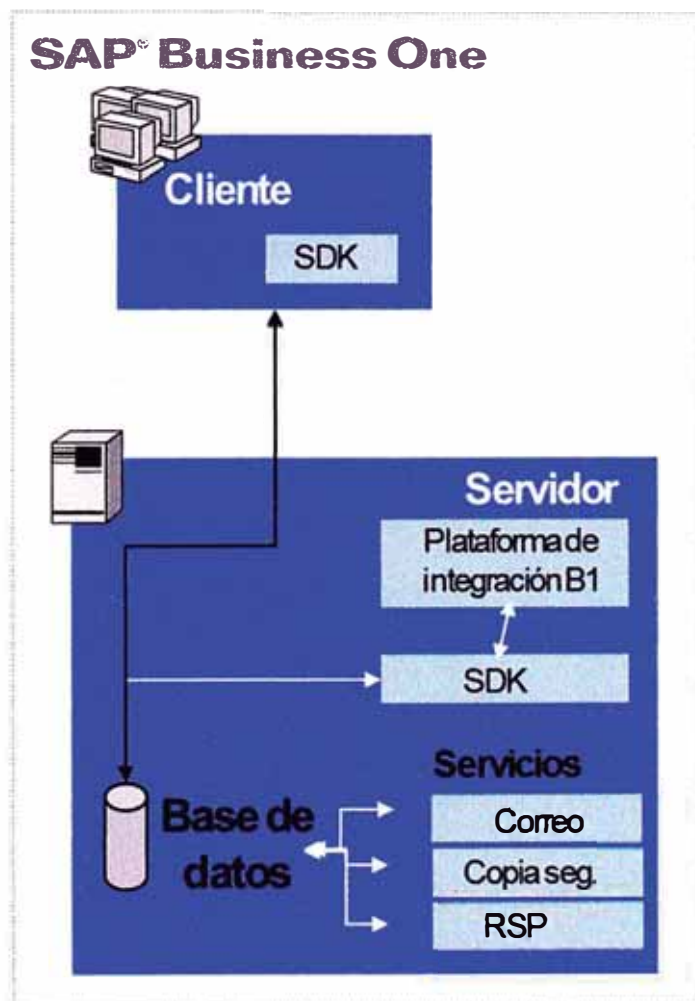 SAP® Business One
Cliente
SDK
Servidor
Plataforma de
integración B1
SDK
Servicios
Base de
datos
Correo
Copia seg.
RSP